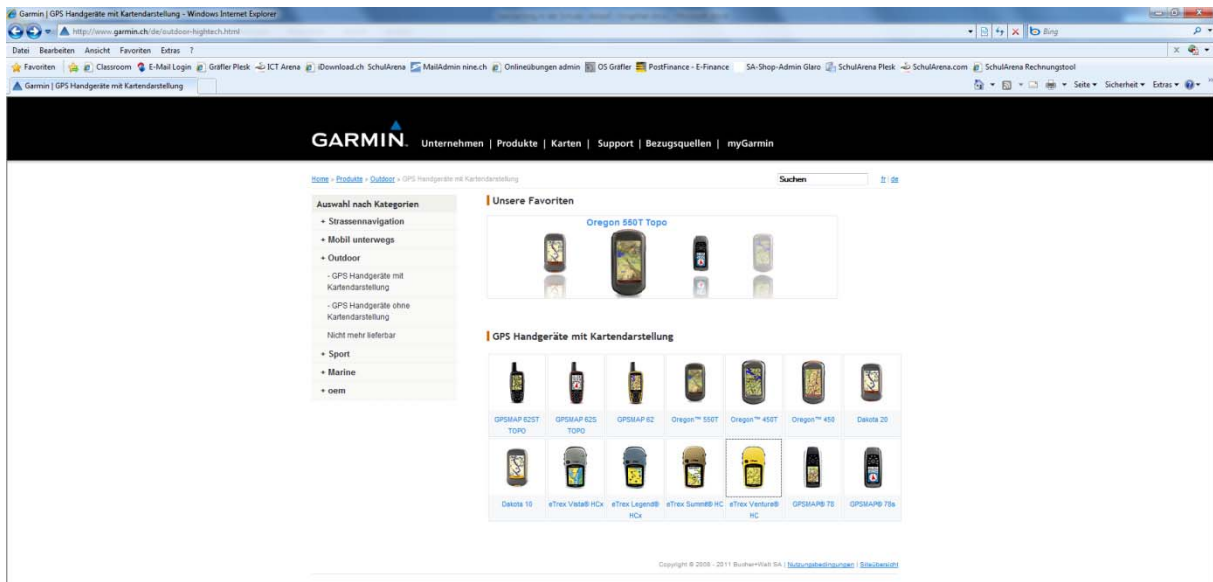 Garmin | GPS Handgeräte mit Kartendarstellung - Windows Internet Explorer
http://www.garmin.ch/de/outdoor-hightech.html
Bing
Datei Bearbeiten Ansicht Favoriten Extras ?
Favoriten Classroom E-Mail Login Gräfler Plesk ICT Arena iDownload.ch SchulArena MailAdmin nine.ch Onlineübungen admin OS Gräfler PostFinance - E-Finance SA-Shop-Admin Glaro SchulArena Plesk SchulArena.com SchulArena Rechnungstool
Garmin | GPS Handgeräte mit Kartendarstellung
Seite Sicherheit Extras
GARMIN. Unternehmen | Produkte | Karten | Support | Bezugsquellen | myGarmin
Home » Produkte » Outdoor » GPS Handgeräte mit Kartendarstellung
Suchen
fr | de
Auswahl nach Kategorien
+ Strassennavigation
+ Mobil unterwegs
+ Outdoor
- GPS Handgeräte mit
Kartendarstellung
- GPS Handgeräte ohne
Kartendarstellung
Nicht mehr lieferbar
+ Sport
+ Marine
+ oem
Unsere Favoriten
Oregon 550T Topo
GPS Handgeräte mit Kartendarstellung
GPSMAP 62ST TOPO
GPSMAP 62S TOPO
GPSMAP 62
Oregon™ 550T
Oregon™ 450T
Oregon™ 450
Dakota 20
Dakota 10
eTrex Vista® HCx
eTrex Legend® HCx
eTrex Summit® HC
eTrex Venture® HC
GPSMAP® 78
GPSMAP® 78s
Copyright © 2008 - 2011 Bucher+Walt SA | Nutzungsbedingungen | Siteübersicht